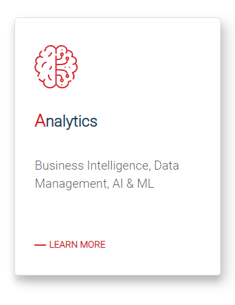 Analytics
Business Intelligence, Data
Management, AI & ML
LEARN MORE